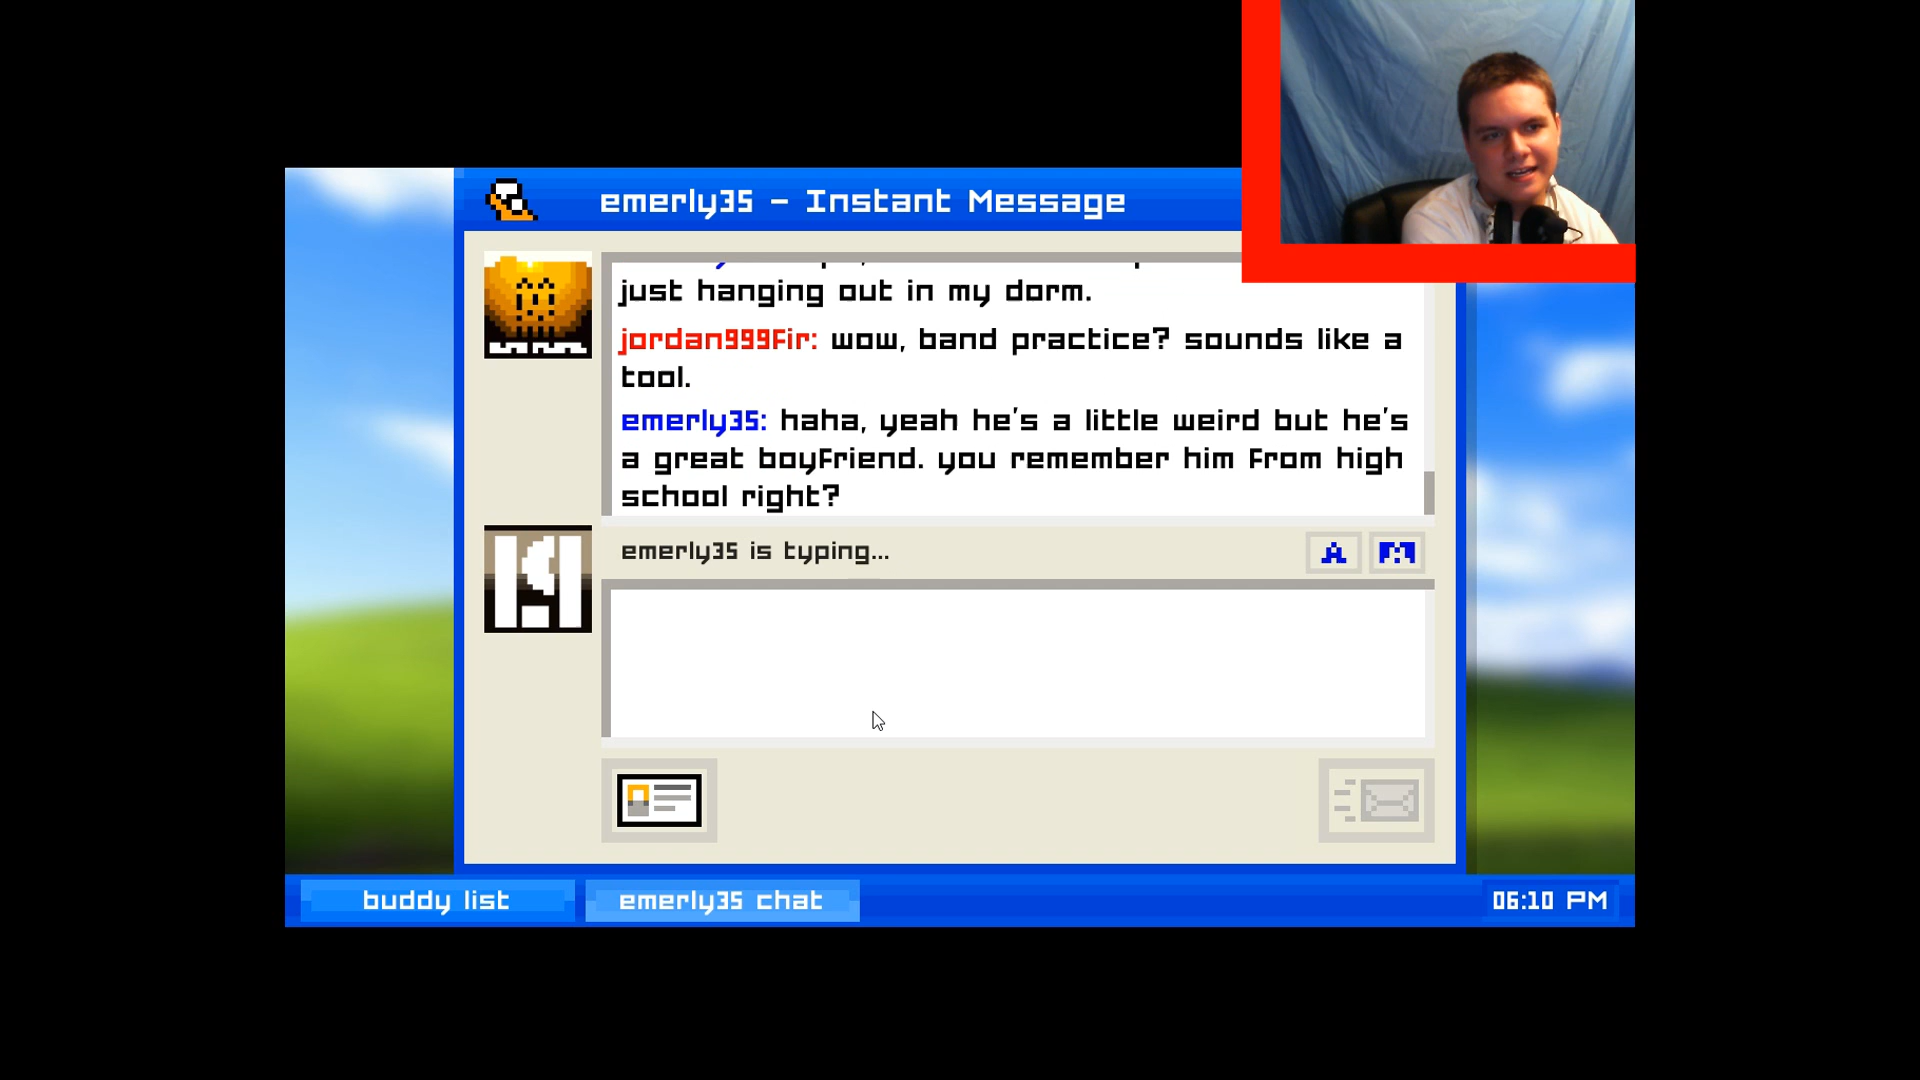 emerly35 - Instant Message
just hanging out in my dorm.
jordan999fir: wow, band practice? sounds like a
tool.
emerly35: haha, yeah he's a little weird but he's
a great boyfriend. you remember him from high
school right?
emerly35 is typing...
A
buddy list
emerly35 chat
06:10 PM